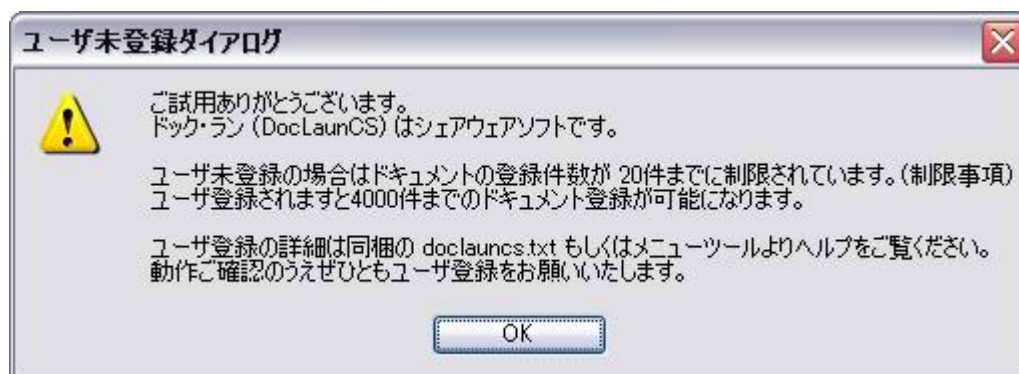 ユーザ未登録ダイアログ
ご試用ありがとうございます。
ドック・ラン (DocLaunCS) はシェアウェアソフトです。
ユーザ未登録の場合はドキュメントの登録件数が 20件までに制限されています。(制限事項)
ユーザ登録されますと4000件までのドキュメント登録が可能になります。
ユーザ登録の詳細は同梱の doclauncs.txt もしくはメニューツールよりヘルプをご覧ください。
動作ご確認のうえぜひともユーザ登録をお願いいたします。
OK